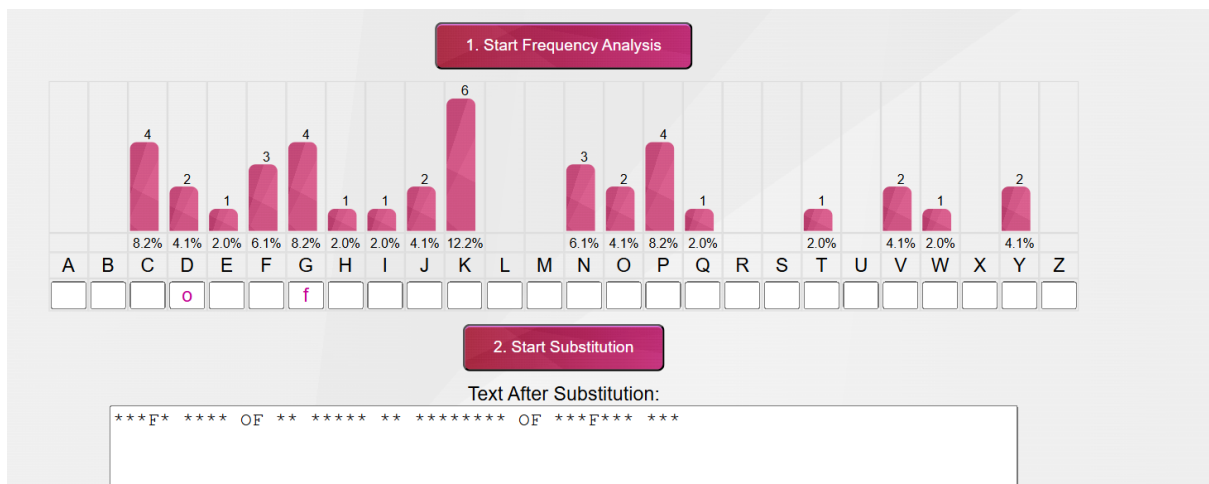 1. Start Frequency Analysis
6
4 4 4
3 3
2 2 2 2 2
1 1 1 1 1 1
8.2% 4.1% 2.0% 6.1% 8.2% 2.0% 2.0% 4.1% 12.2% 6.1% 4.1% 8.2% 2.0% 2.0% 4.1% 2.0% 4.1%
A B C D E F G H I J K L M N O P Q R S T U V W X Y Z
o f
2. Start Substitution
Text After Substitution:
***F* **** OF ** ***** ** ******** OF ***F*** ***